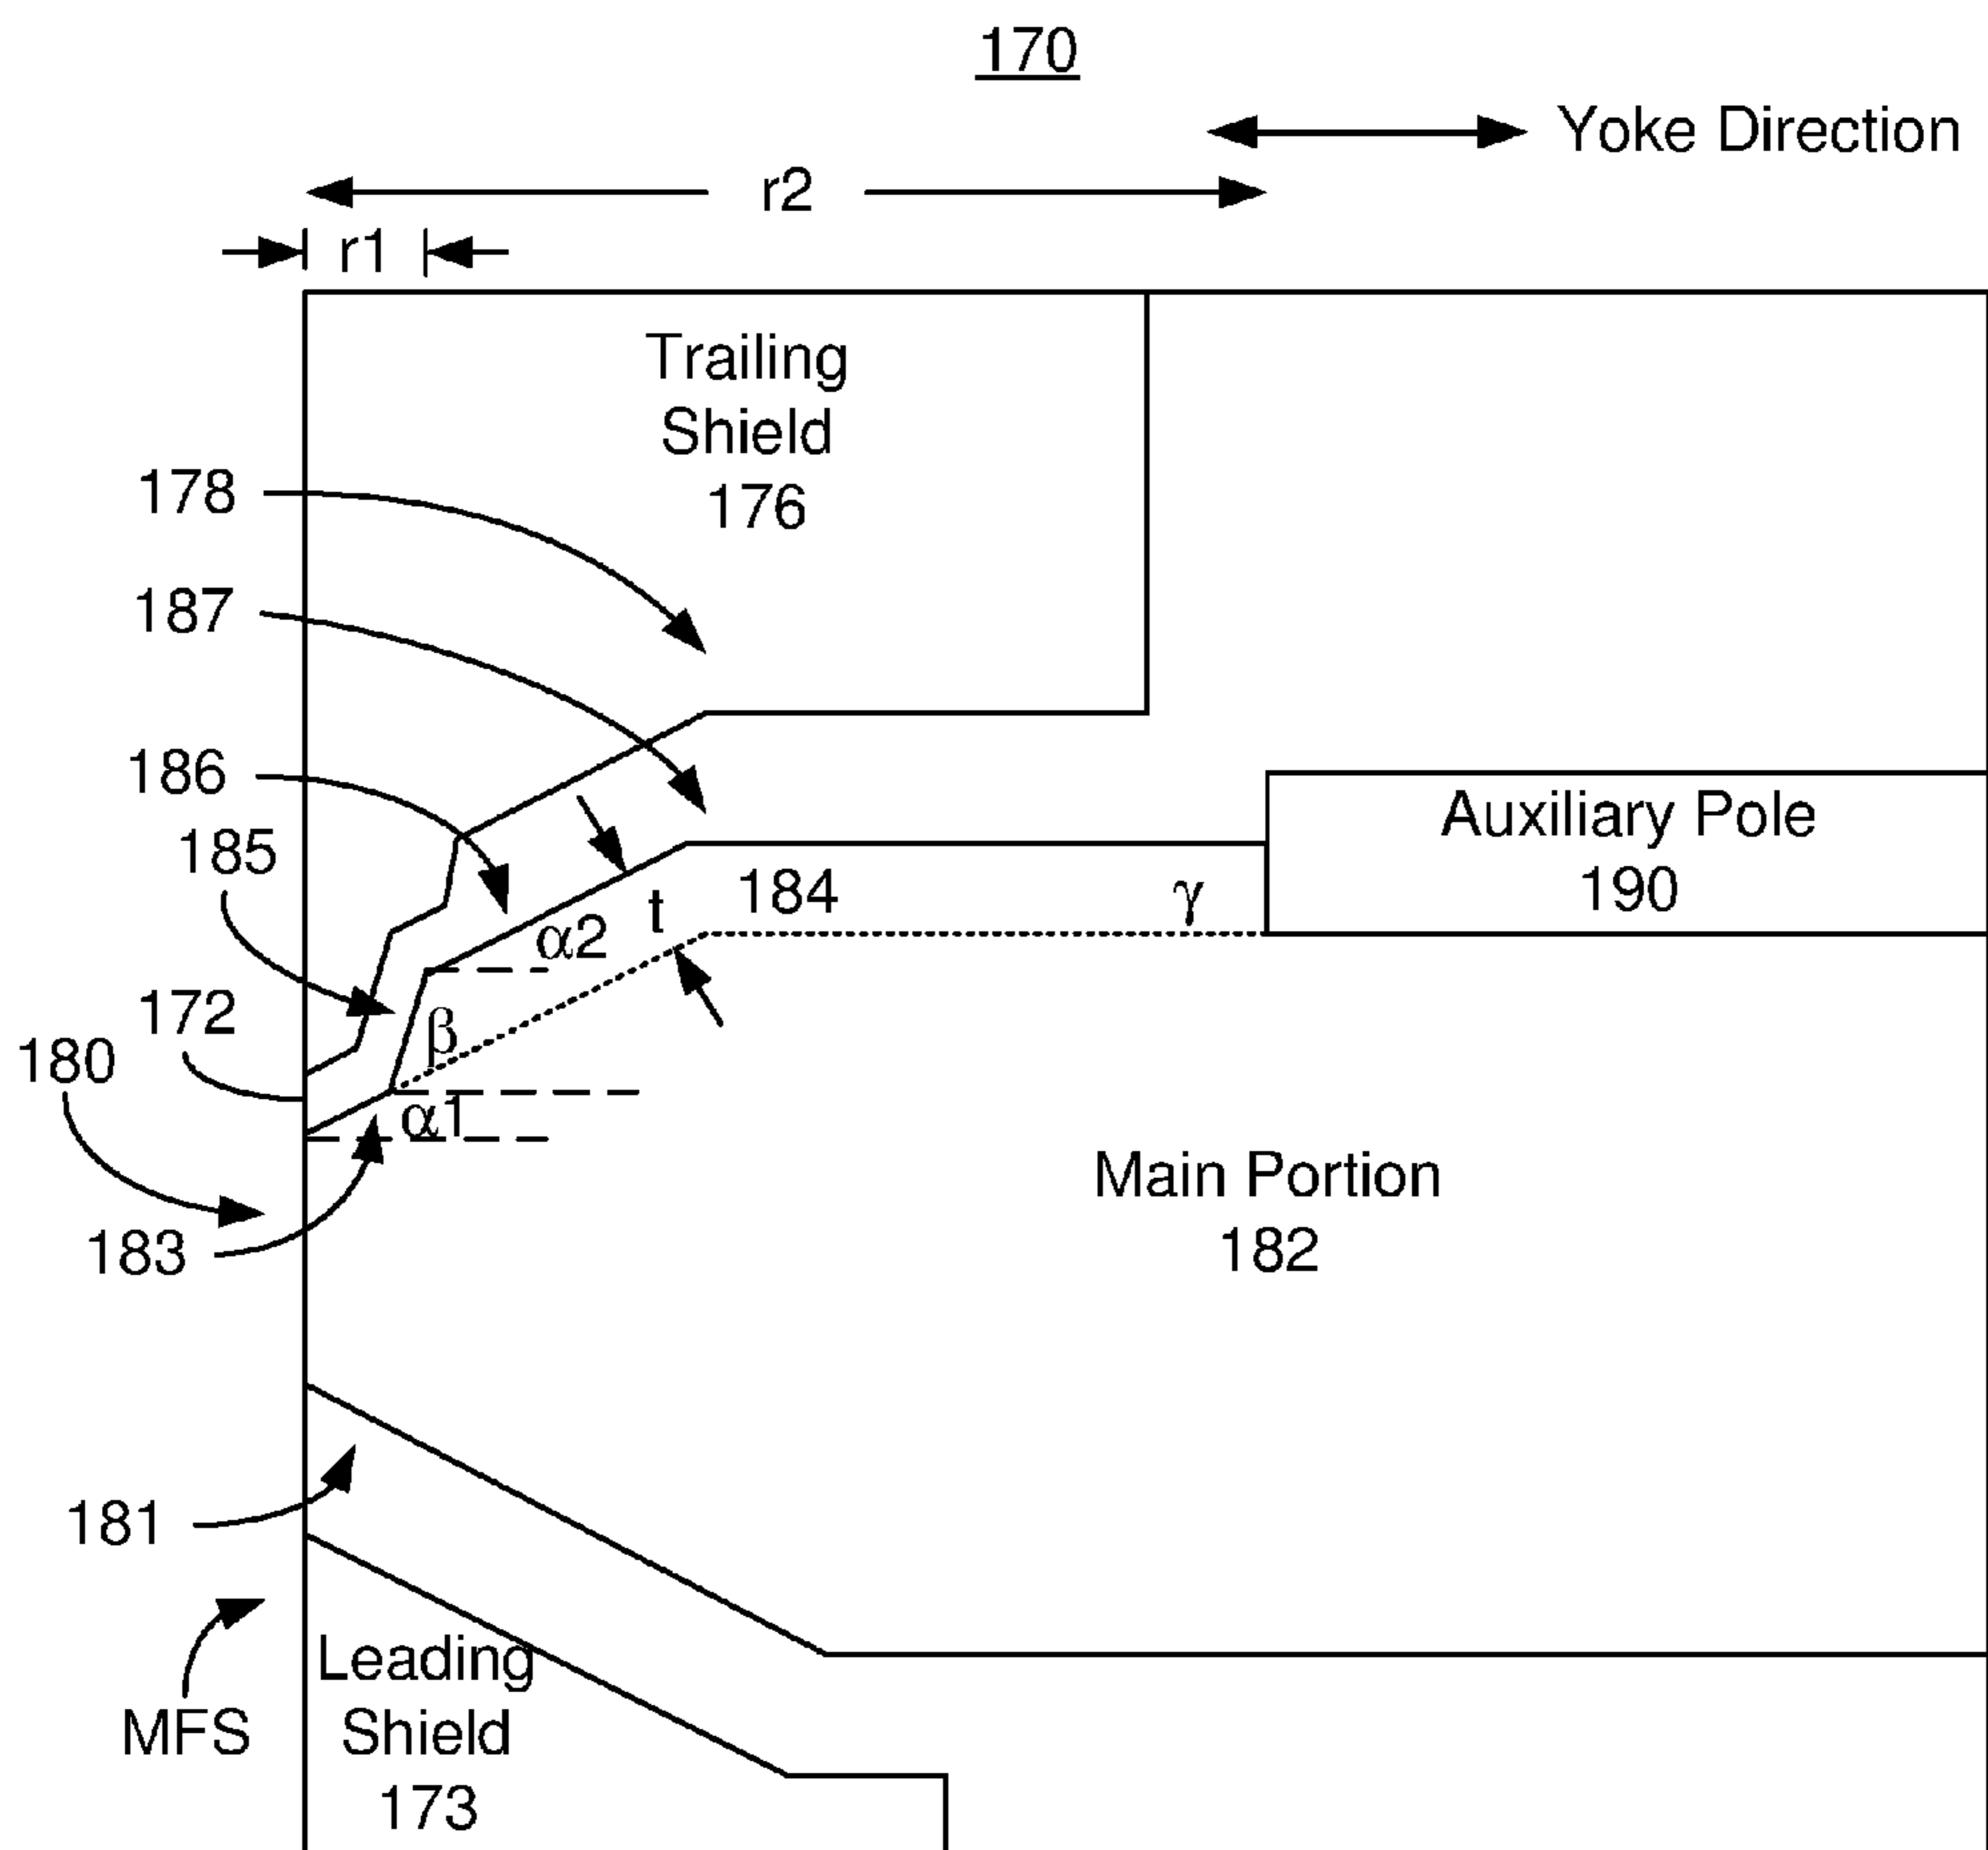 170
Yoke Direction
r2
r1
Trailing
Shield
176
178
187
186
185
Auxiliary Pole
190
184
γ
t
α2
172
β
180
α1
Main Portion
182
183
181
MFS
Leading
Shield
173